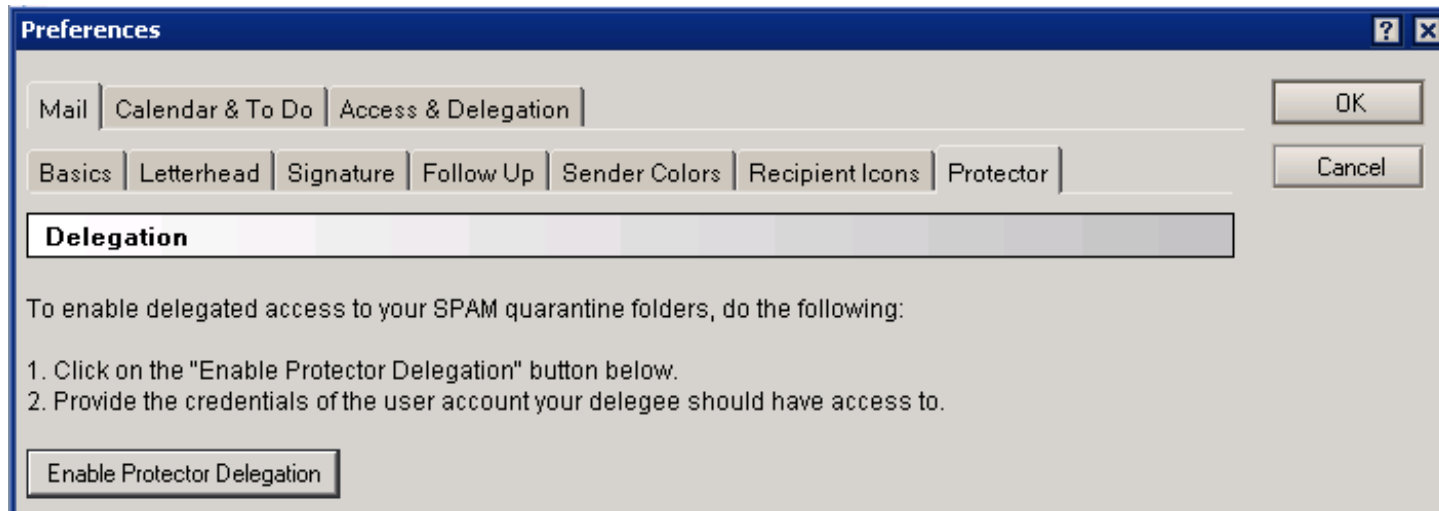 Preferences
Mail Calendar & To Do Access & Delegation
OK
Basics Letterhead Signature Follow Up Sender Colors Recipient Icons Protector
Cancel
Delegation
To enable delegated access to your SPAM quarantine folders, do the following:
1. Click on the "Enable Protector Delegation" button below.
2. Provide the credentials of the user account your delegee should have access to.
Enable Protector Delegation